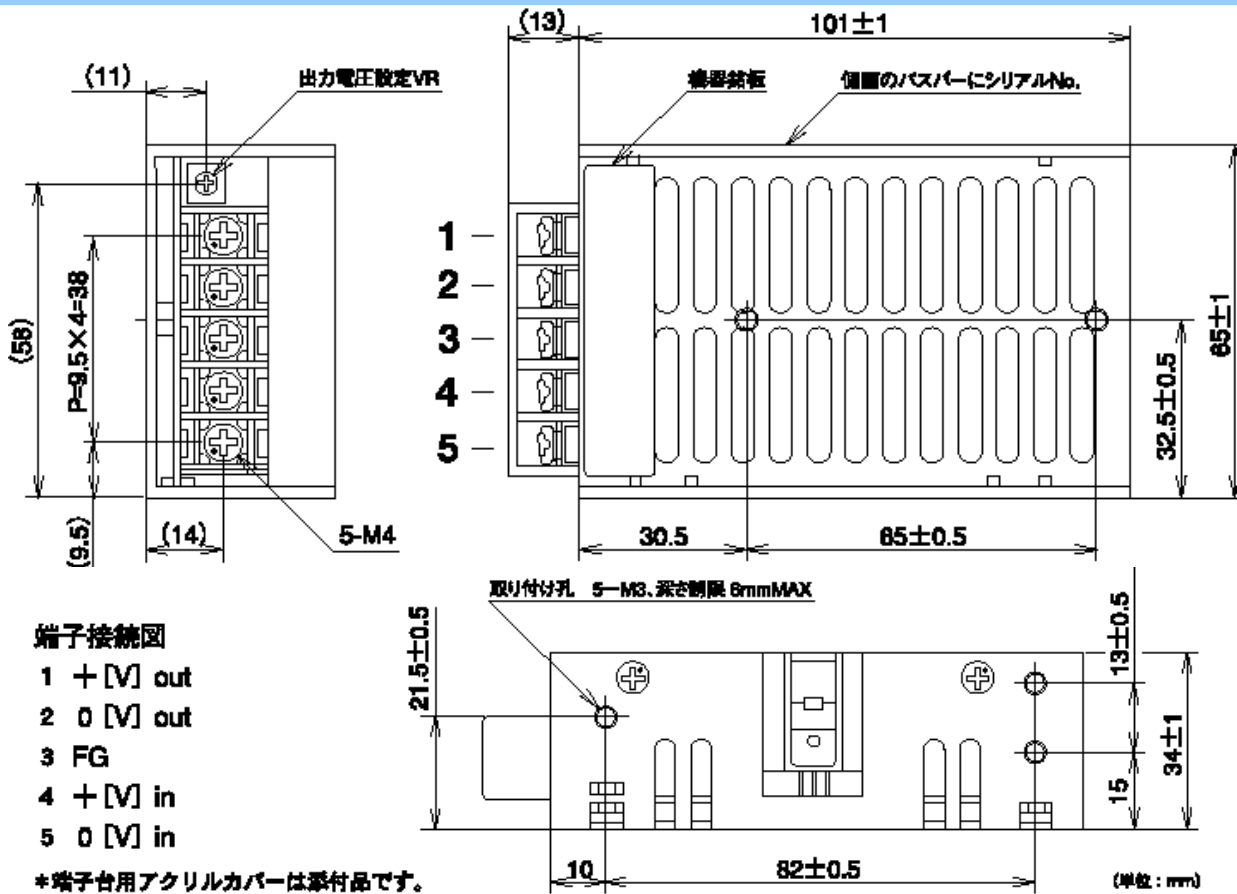 (13)
101±1
(11)
出力電圧設定VR
機器銘板
側面のバスバーにシリアルNo.
(58)
P=9.5×4=38
(9.5)
(14)
5-M4
1
2
3
4
5
65±1
32.5±0.5
30.5
65±0.5
取り付け孔 5-M3、深さ制限 6mmMAX
端子接続図
1 +[V] out
2 0 [V] out
3 FG
4 +[V] in
5 0 [V] in
*端子台用アクリルカバーは添付品です。
21.5±0.5
13±0.5
34±1
15
10
82±0.5
(単位:mm)